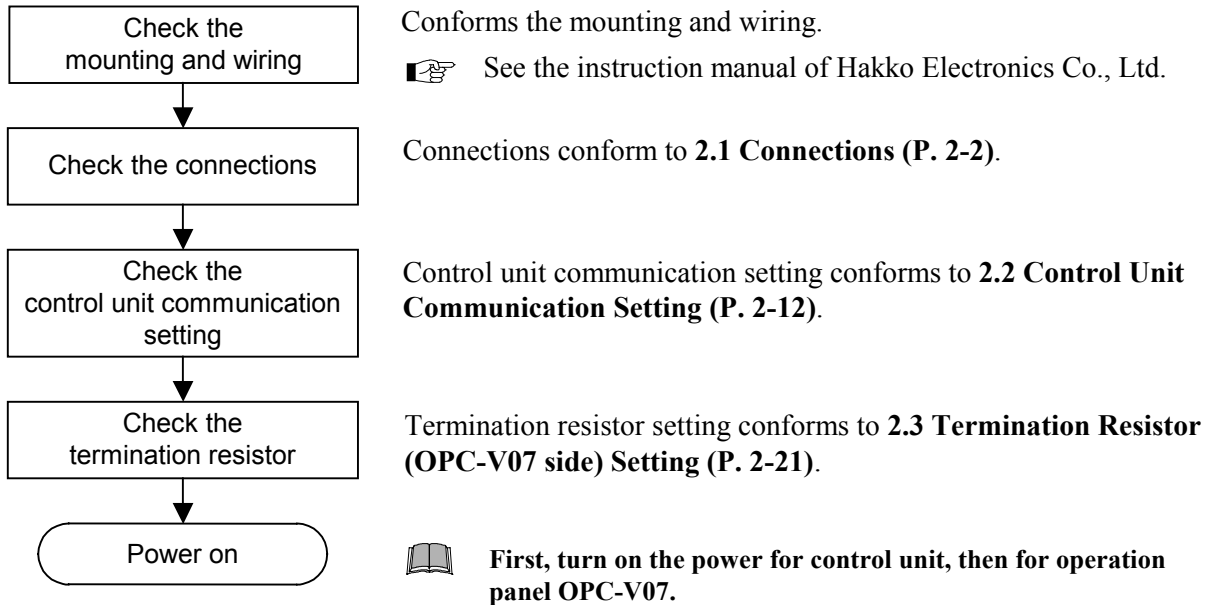 Check the
mounting and wiring
Conforms the mounting and wiring.
See the instruction manual of Hakko Electronics Co., Ltd.
Check the connections
Connections conform to 2.1 Connections (P. 2-2).
Check the
control unit communication
setting
Control unit communication setting conforms to 2.2 Control Unit
Communication Setting (P. 2-12).
Check the
termination resistor
Termination resistor setting conforms to 2.3 Termination Resistor
(OPC-V07 side) Setting (P. 2-21).
Power on
First, turn on the power for control unit, then for operation
panel OPC-V07.